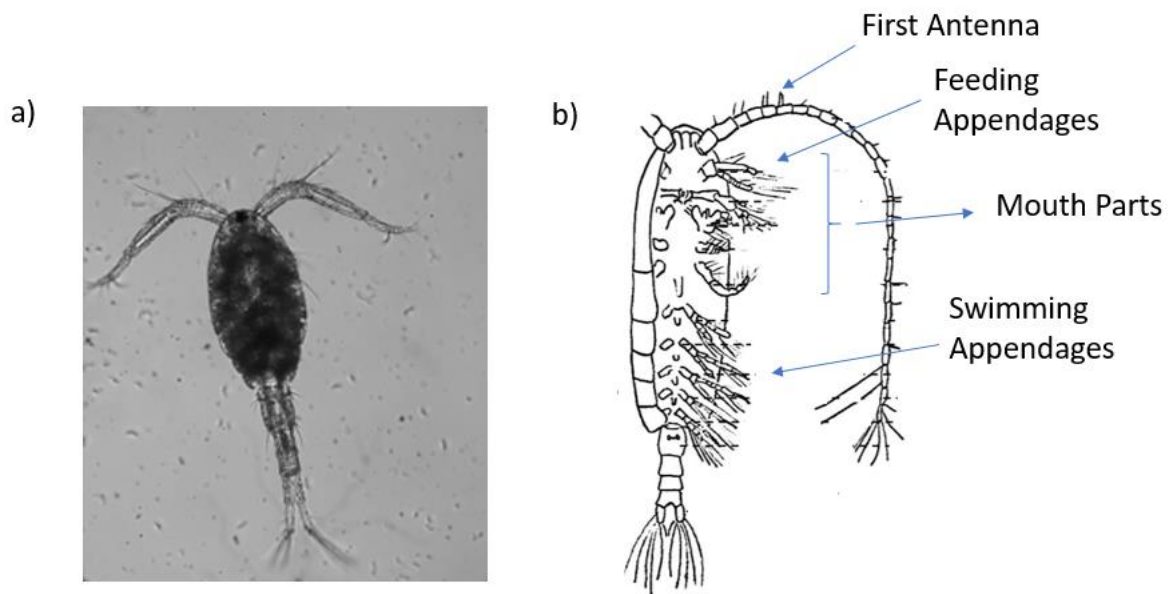 a)
b)
First Antenna
Feeding
Appendages
Mouth Parts
Swimming
Appendages